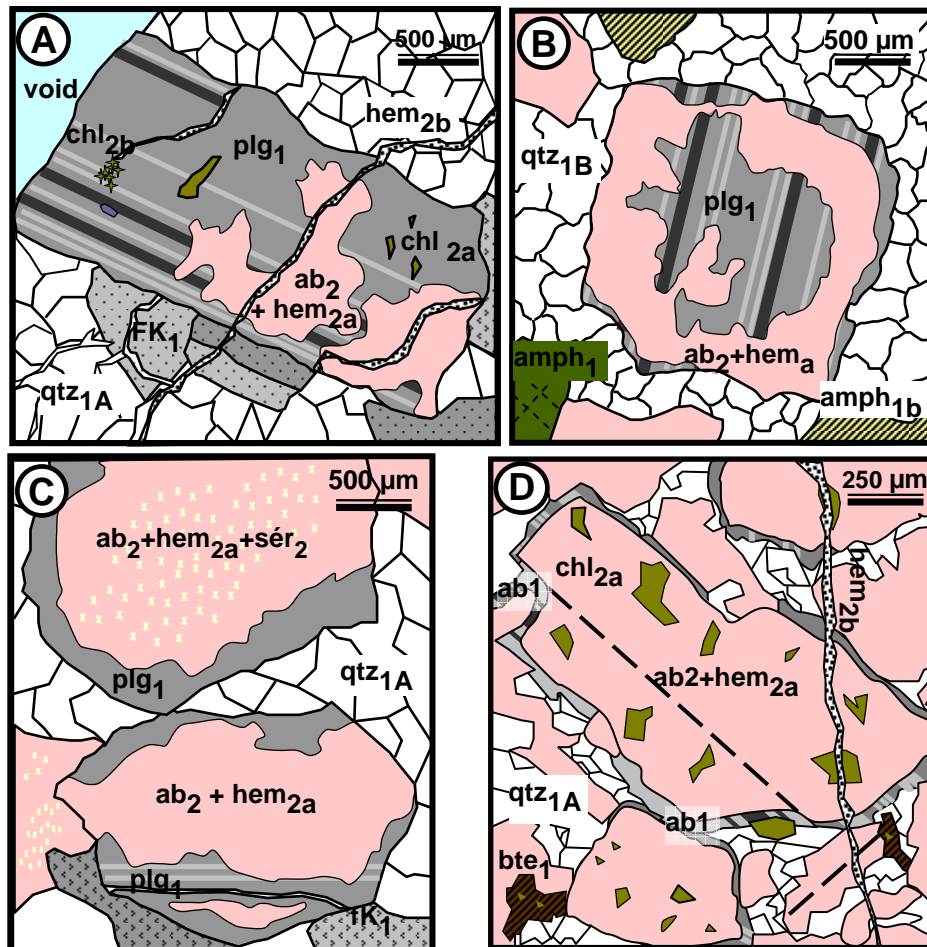 A
500 µm
void
hem2b
chl2b
plg1
chl 2a
ab2
+ hem2a
FK1
qtz1A
B
500 µm
qtz1B
plg1
amph1
ab2+hema
amph1b
C
500 µm
ab2+hem2a+sér2
plg1
qtz1A
ab2 + hem2a
plg1
fK1
D
250 µm
chl2a
ab1
hem2b
ab2+hem2a
qtz1A
ab1
bte1